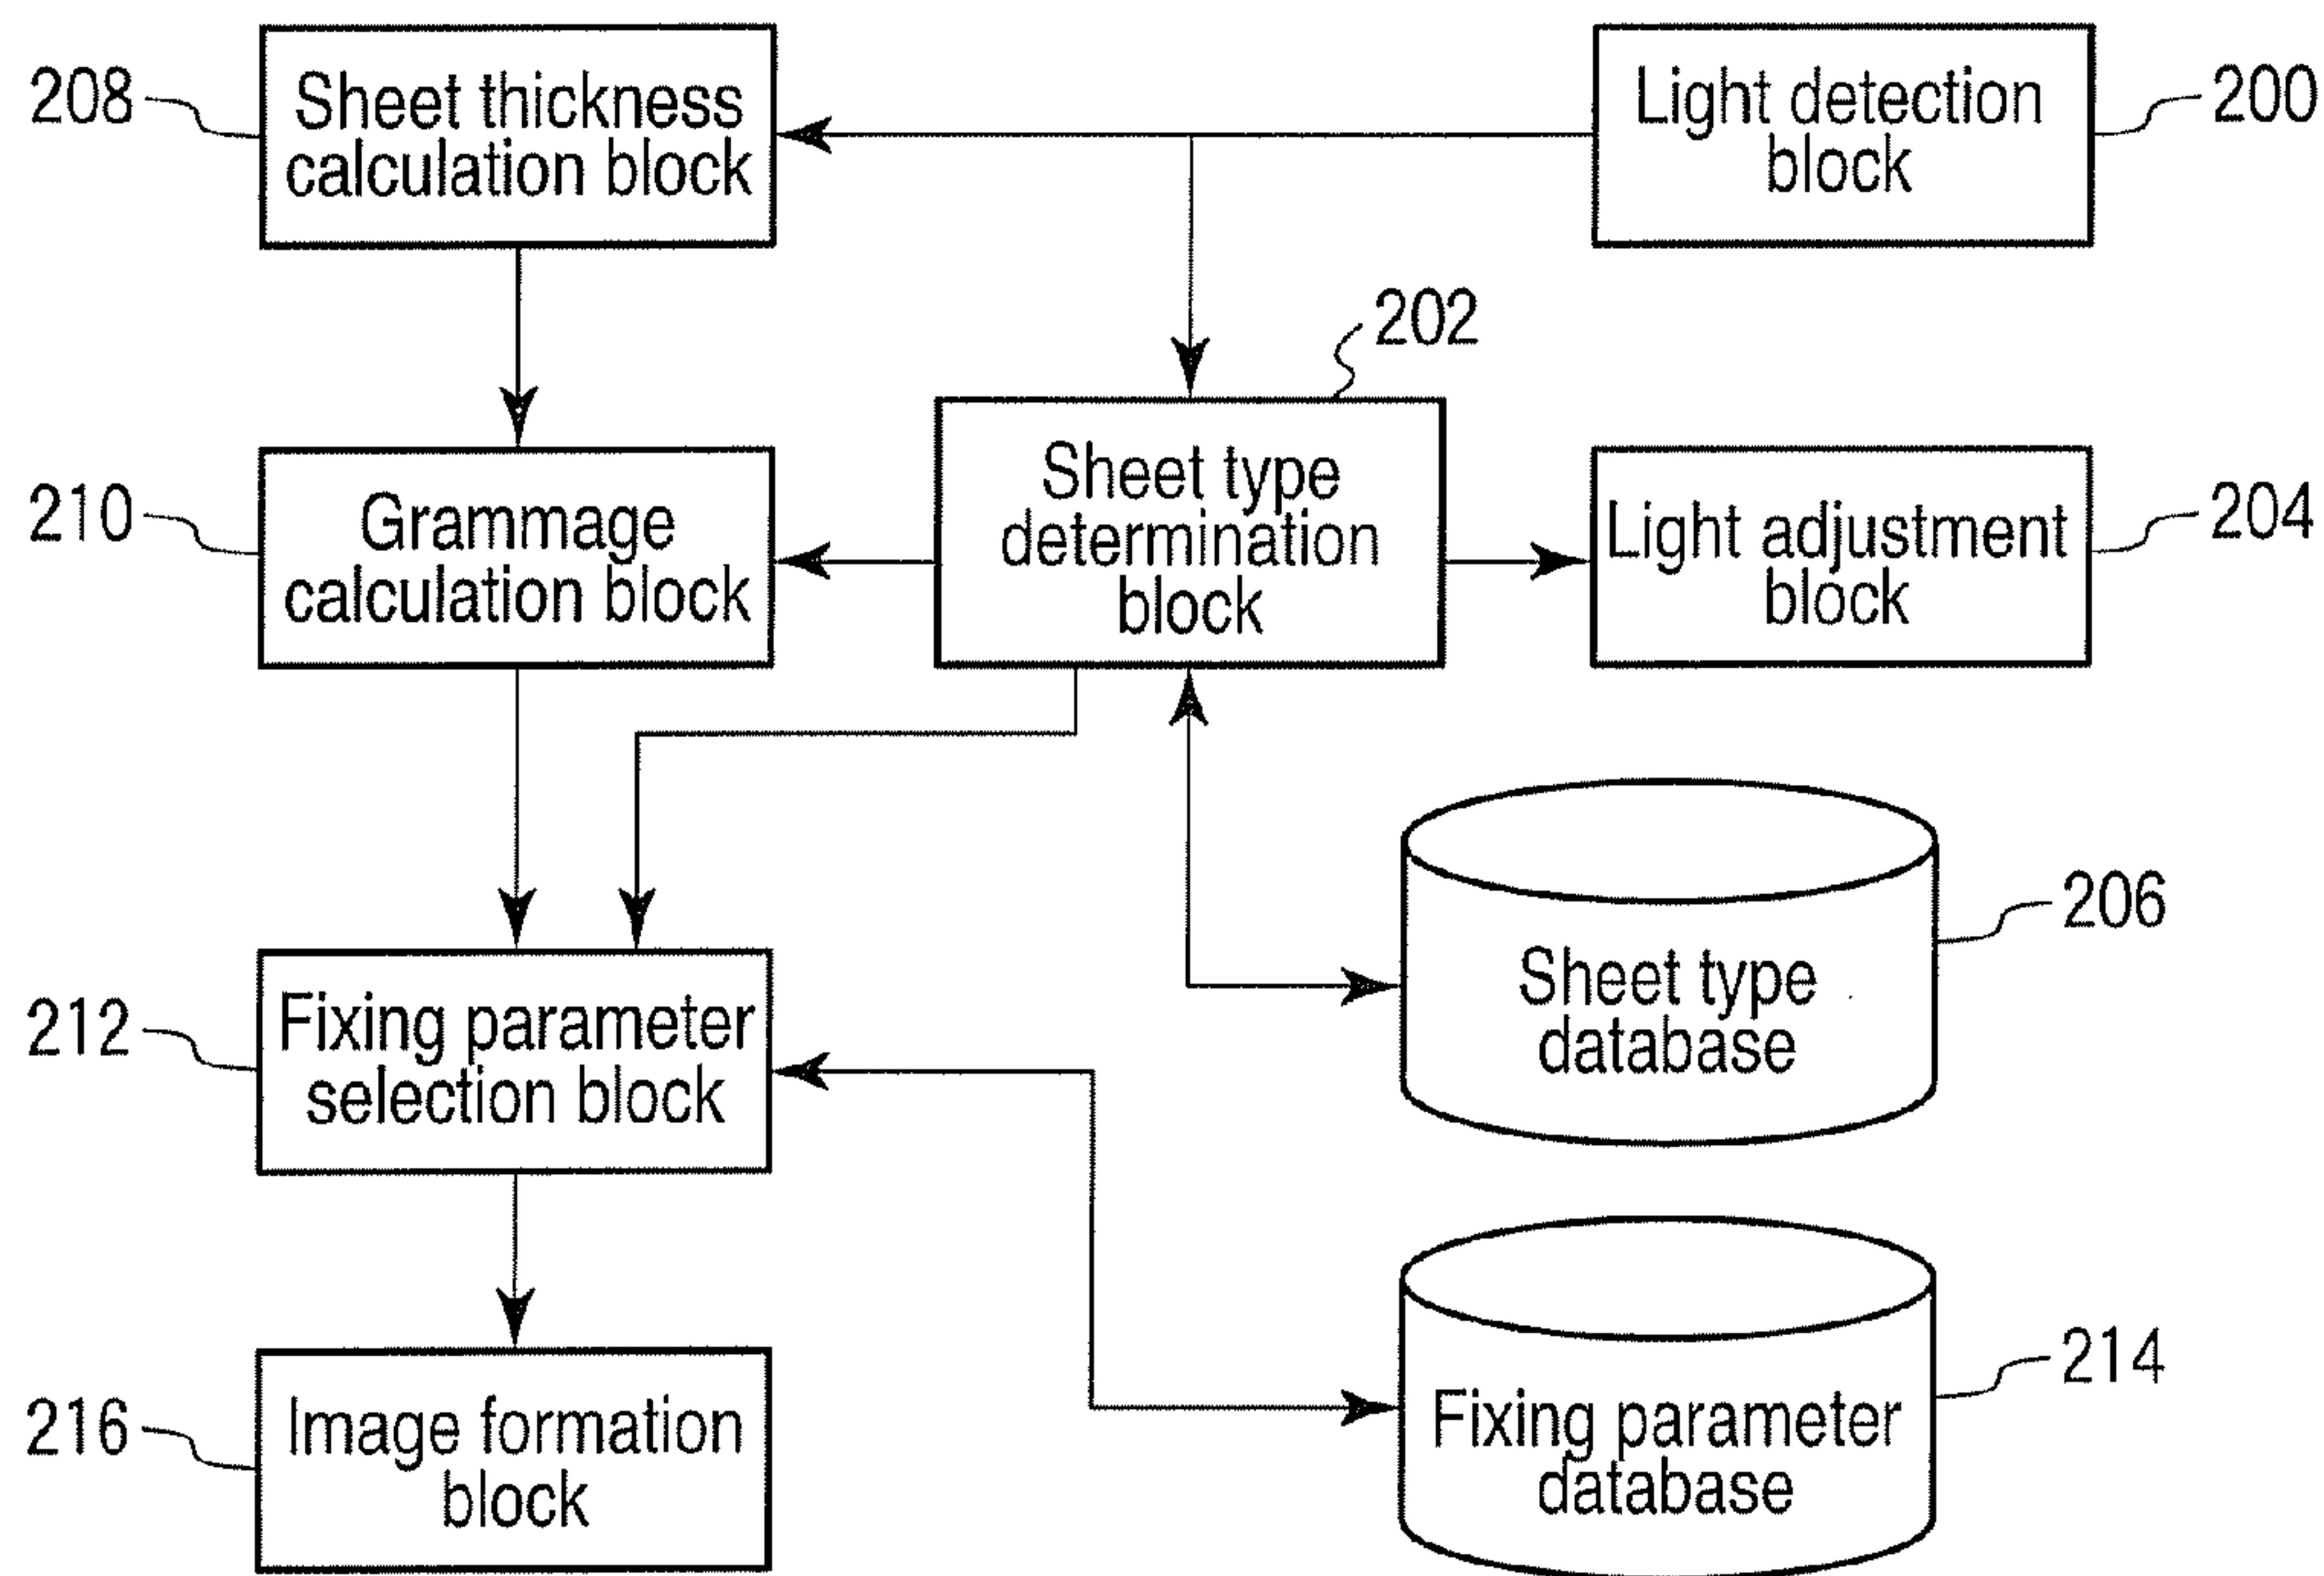 208
Sheet thickness
calculation block
Light detection
block
200
202
210
Grammage
calculation block
Sheet type
determination
block
Light adjustment
block
204
206
Sheet type
database
212
Fixing parameter
selection block
214
Fixing parameter
database
216
Image formation
block